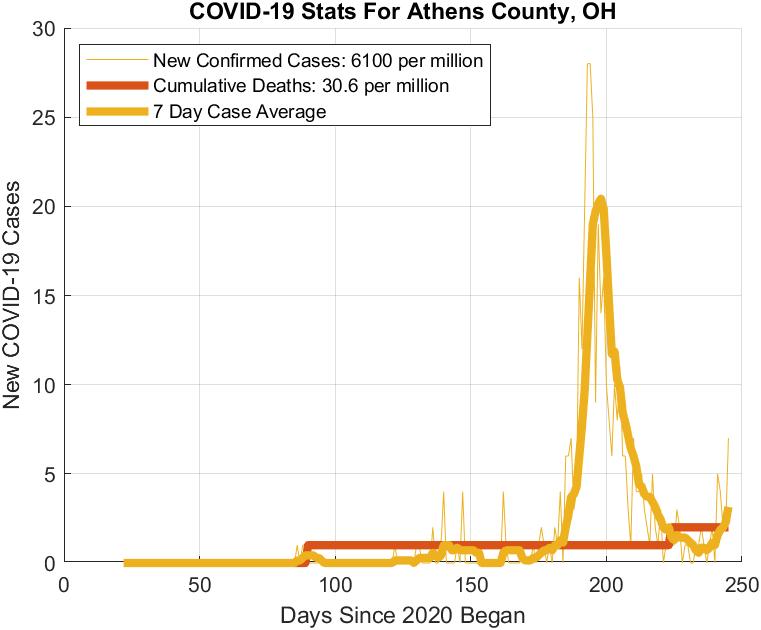 COVID-19 Stats For Athens County, OH
30
New Confirmed Cases: 6100 per million
Cumulative Deaths: 30.6 per million
7 Day Case Average
25
20
15
10
5
0
New COVID-19 Cases
0 50 100 150 200 250
Days Since 2020 Began